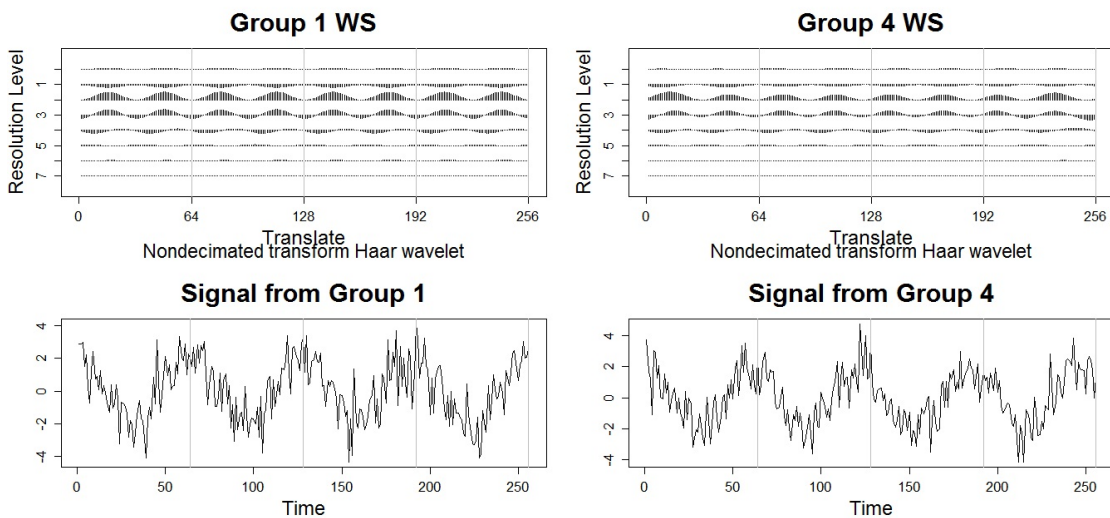 Group 1 WS
Resolution Level
1
3
5
7
0 64 128 192 256
Translate
Nondecimated transform Haar wavelet
Group 4 WS
Resolution Level
1
3
5
7
0 64 128 192 256
Translate
Nondecimated transform Haar wavelet
Signal from Group 1
4
2
0
-2
-4
0 50 100 150 200 250
Time
Signal from Group 4
4
2
0
-2
-4
0 50 100 150 200 250
Time